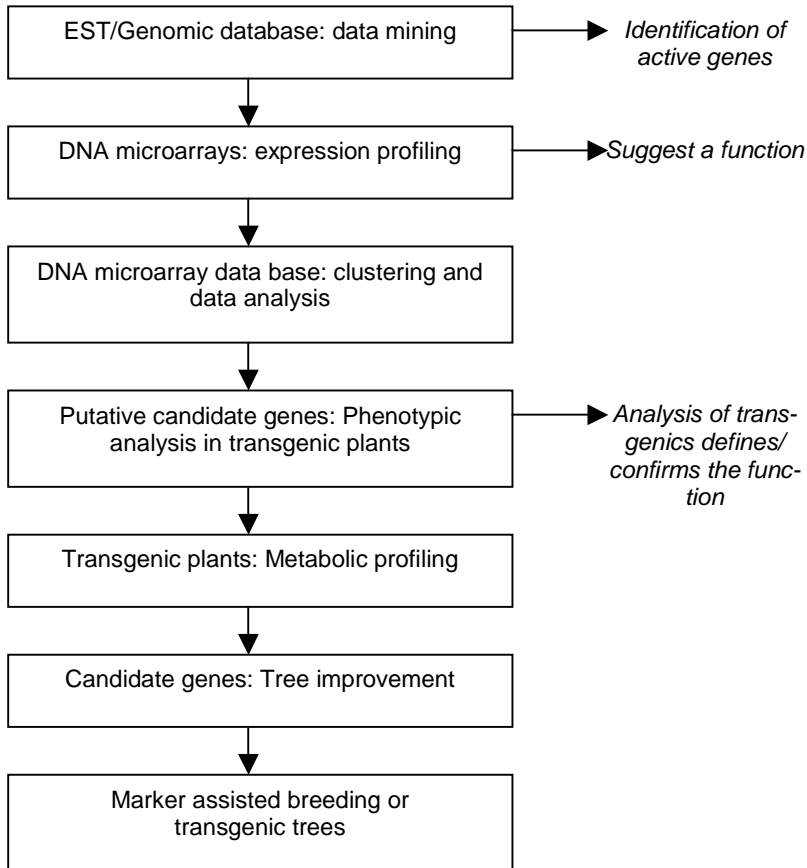 EST/Genomic database: data mining
Identification of
active genes
DNA microarrays: expression profiling
Suggest a function
DNA microarray data base: clustering and
data analysis
Putative candidate genes: Phenotypic
analysis in transgenic plants
Analysis of trans-
genics defines/
confirms the func-
tion
Transgenic plants: Metabolic profiling
Candidate genes: Tree improvement
Marker assisted breeding or
transgenic trees